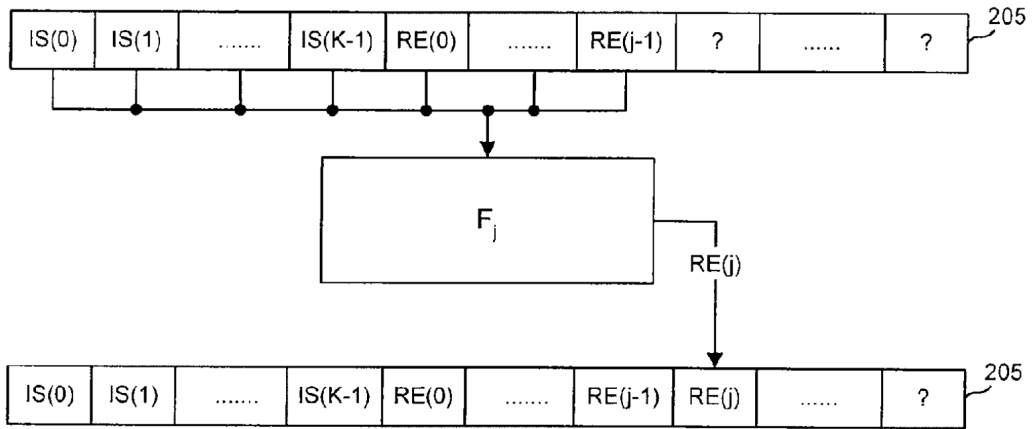 205
IS(0) IS(1) ....... IS(K-1) RE(0) ....... RE(j-1) ? ...... ?
Fj
RE(j)
205
IS(0) IS(1) ....... IS(K-1) RE(0) ....... RE(j-1) RE(j) ...... ?